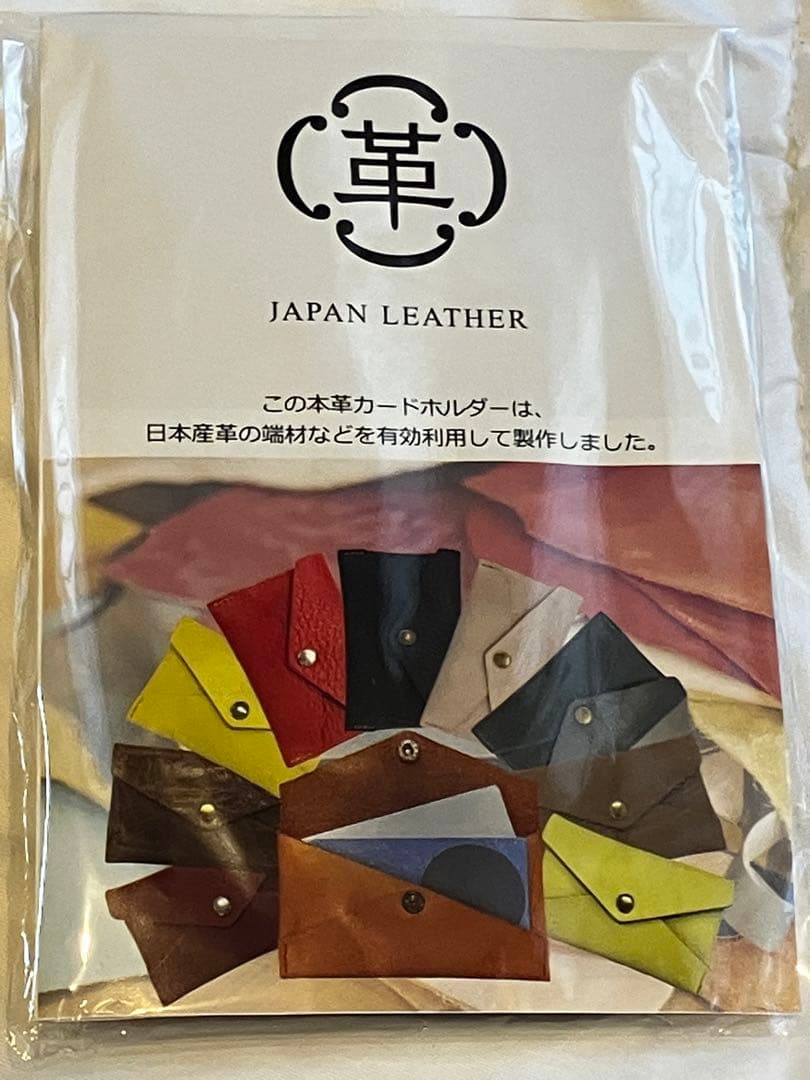 革
JAPAN LEATHER
この本革カードホルダーは、
日本産革の端材などを有効利用して製作しました。